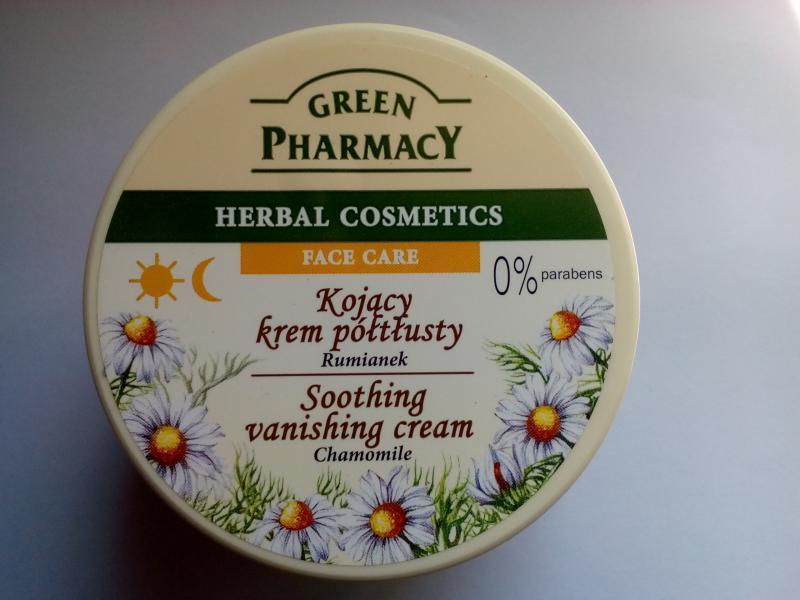 GREEN
PHARMACY
HERBAL COSMETICS
FACE CARE
0% parabens
Kojący
krem półtłusty
Rumianek
Soothing
vanishing cream
Chamomile